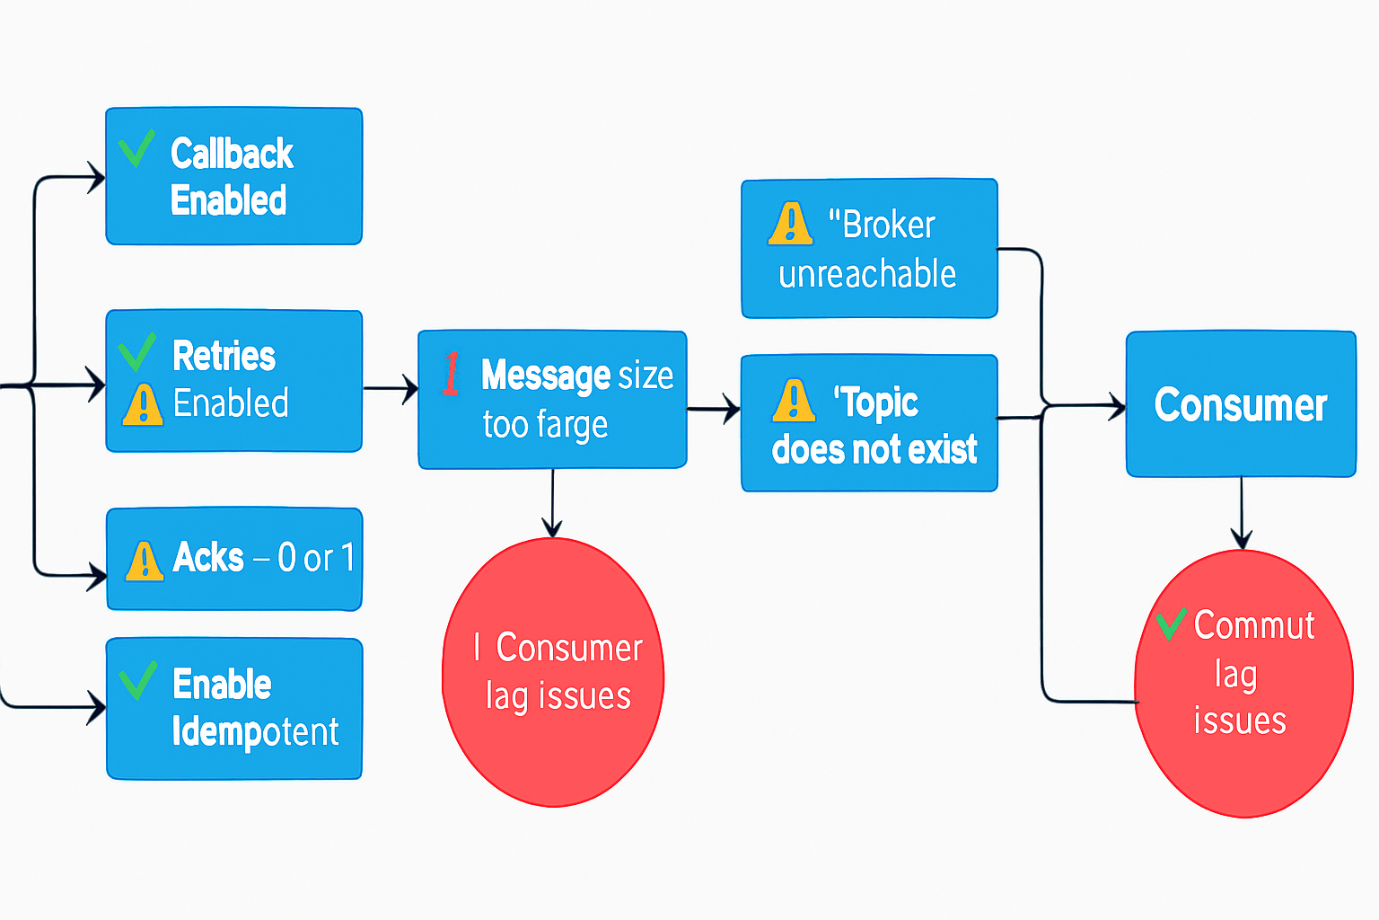 Callback
Enabled
Retries
Enabled
Acks – 0 or 1
Enable
Idempotent
1 Message size
too farge
I Consumer
lag issues
"Broker
unreachable
'Topic
does not exist
Consumer
Commut
lag
issues